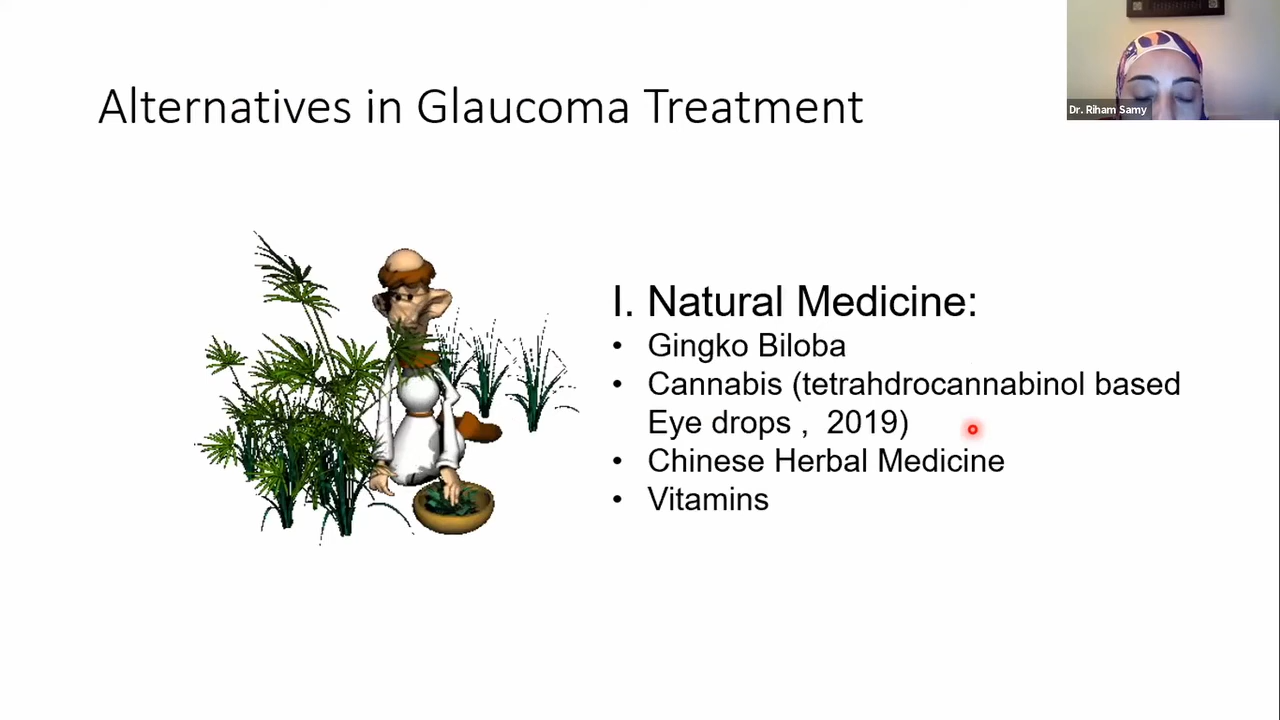 Alternatives in Glaucoma Treatment
Dr. Riham Samy
I. Natural Medicine:
• Gingko Biloba
• Cannabis (tetrahdrocannabinol based
Eye drops ,  2019)
• Chinese Herbal Medicine
• Vitamins